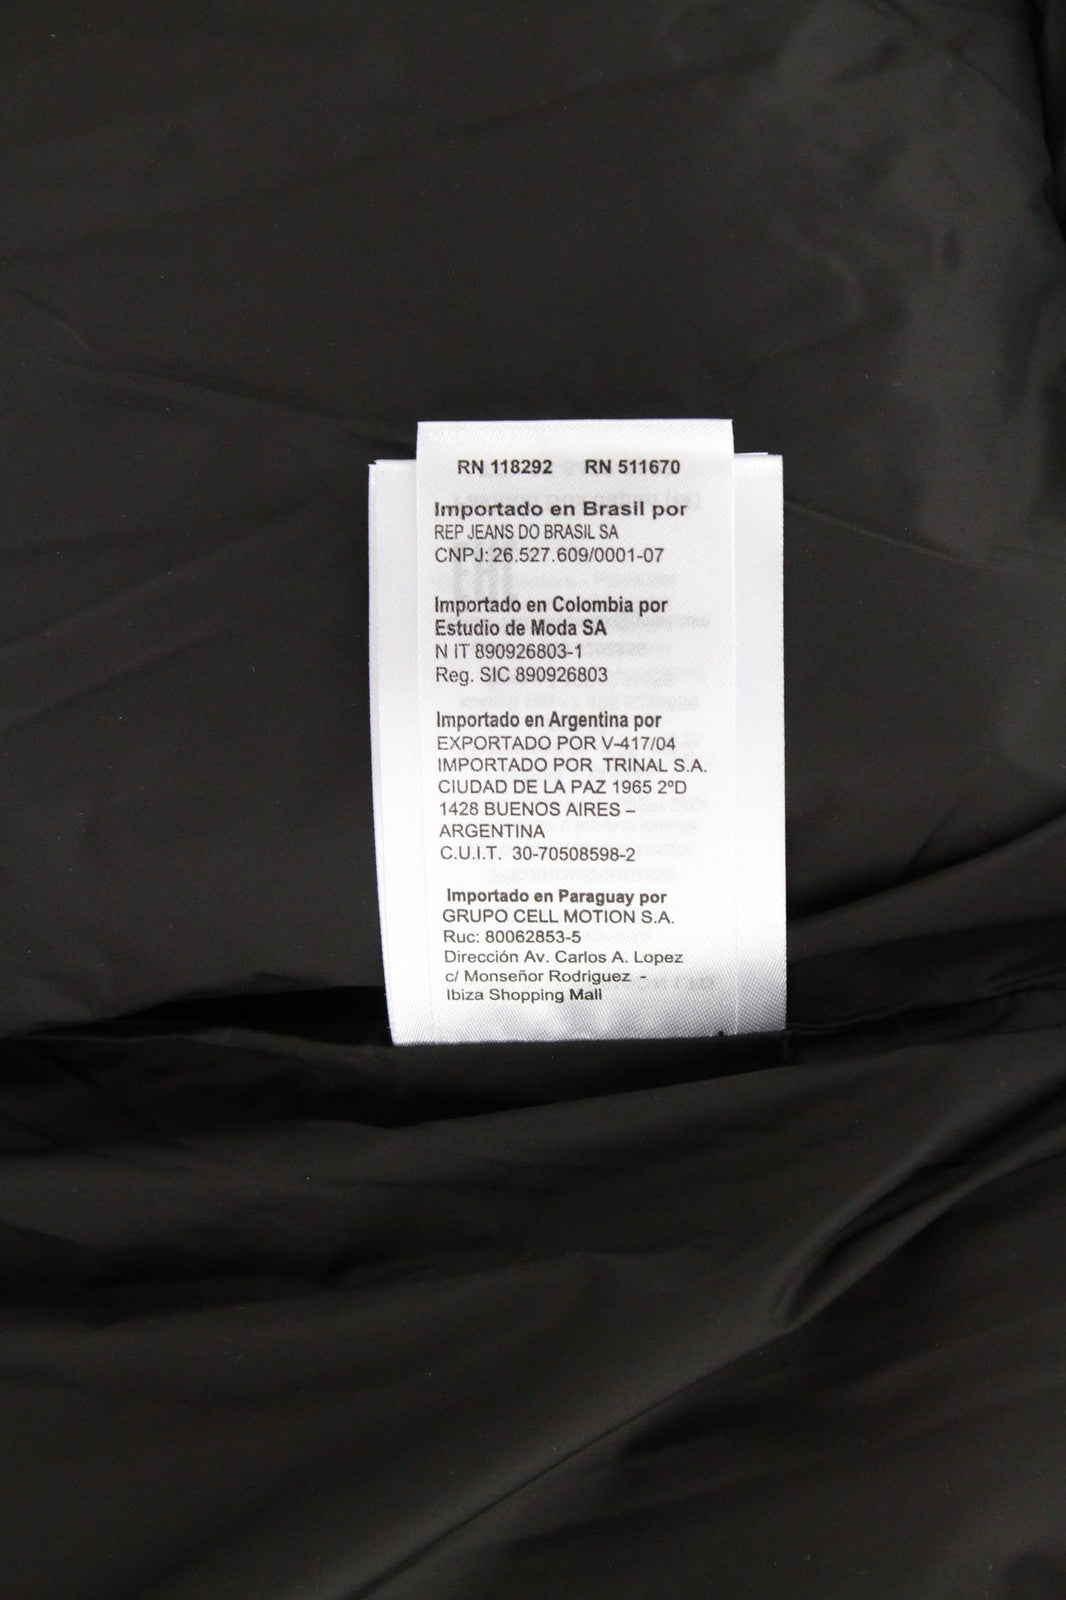 RN 118292 RN 511670
Importado en Brasil por
REP JEANS DO BRASIL SA
CNPJ: 26.527.609/0001-07
Importado en Colombia por
Estudio de Moda SA
N IT 890926803-1
Reg. SIC 890926803
Importado en Argentina por
EXPORTADO POR V-417/04
IMPORTADO POR TRINAL S.A.
CIUDAD DE LA PAZ 1965 2ºD
1428 BUENOS AIRES –
ARGENTINA
C.U.I.T. 30-70508598-2
Importado en Paraguay por
GRUPO CELL MOTION S.A.
Ruc: 80062853-5
Dirección Av. Carlos A. Lopez
c/ Monseñor Rodriguez -
Ibiza Shopping Mall